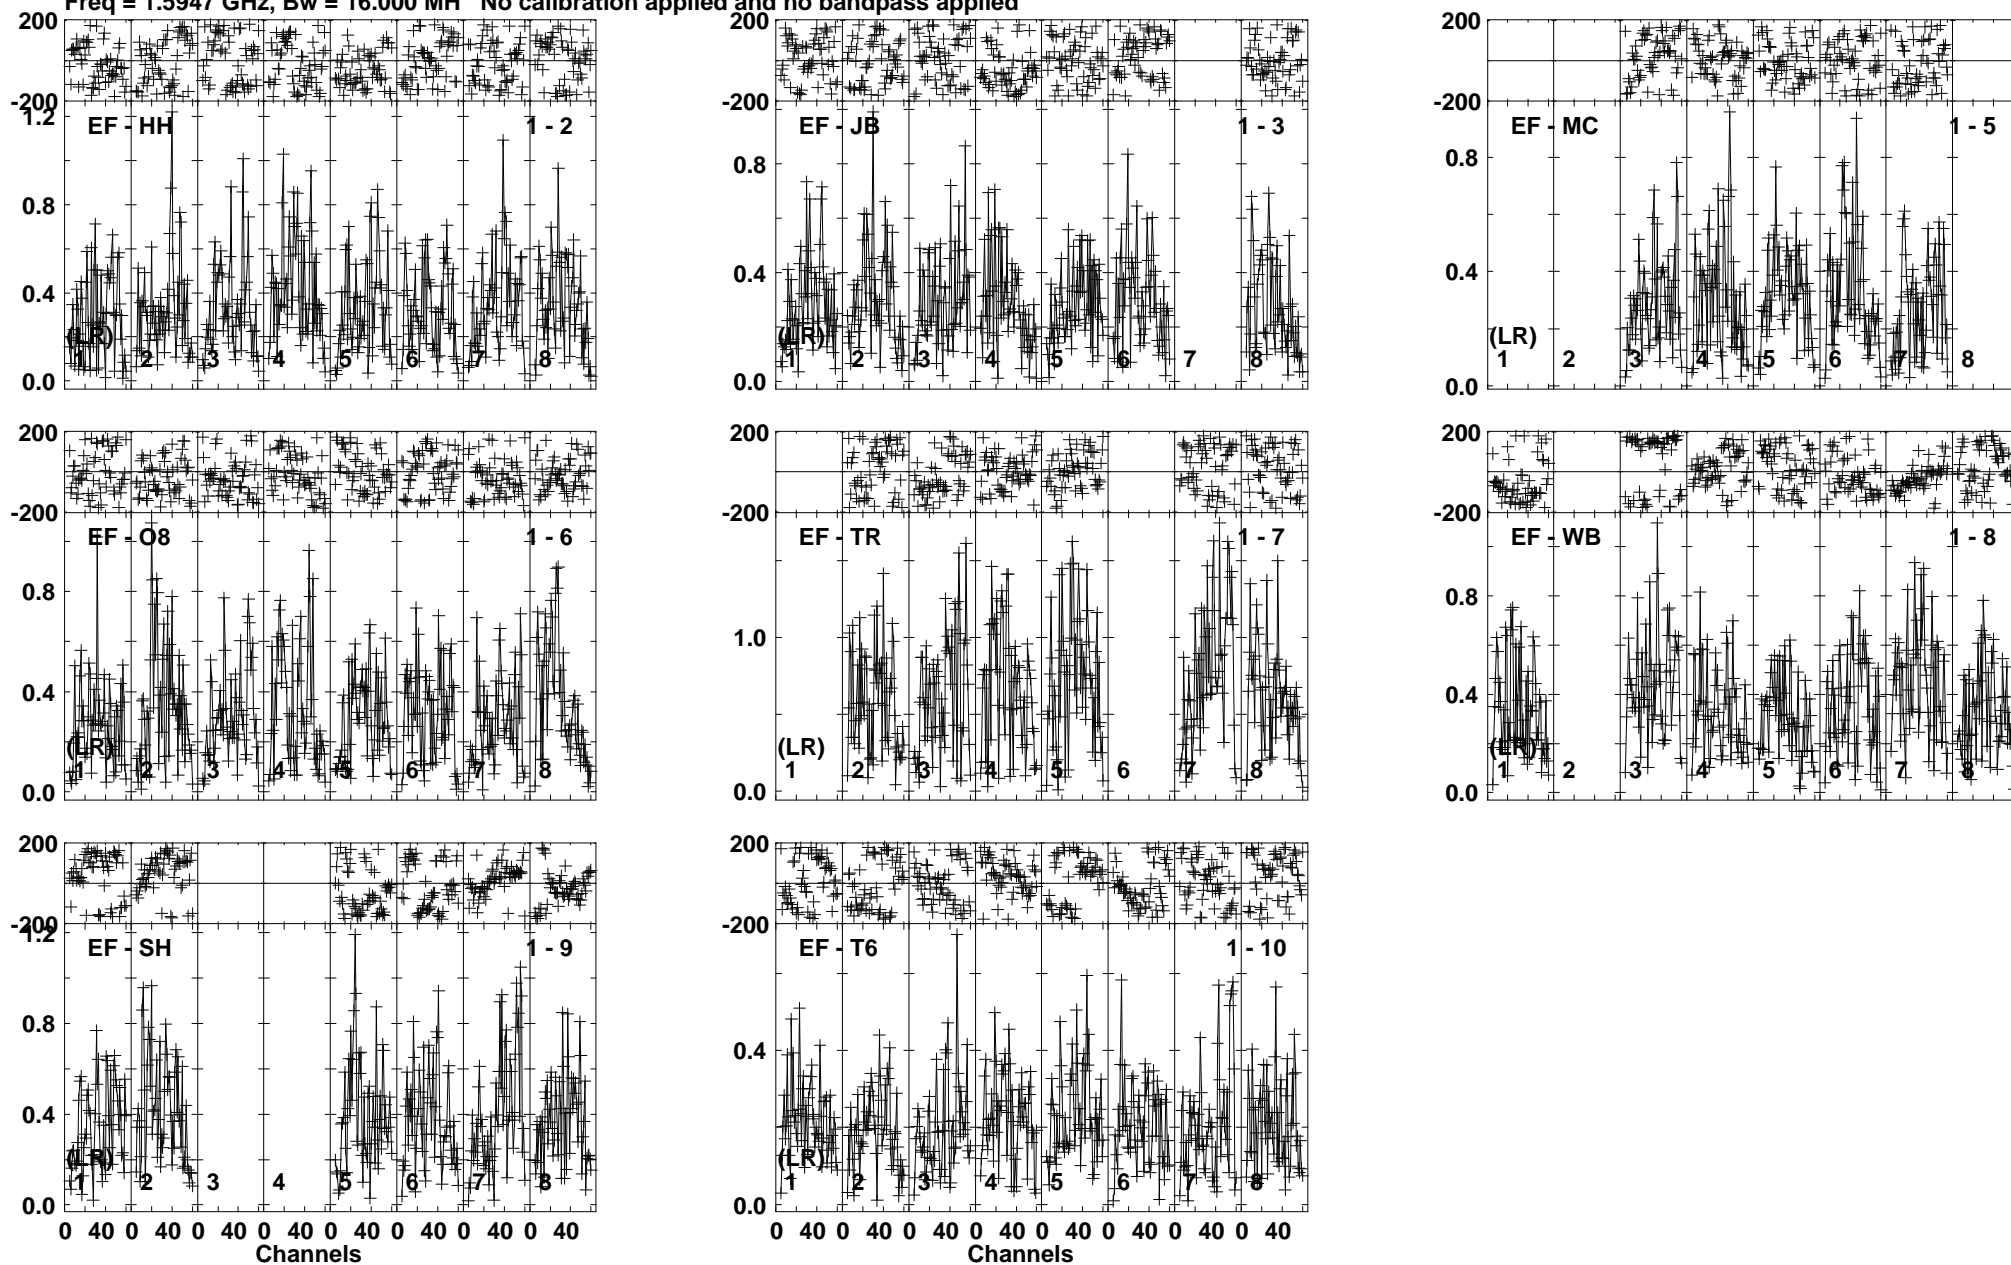 Freq = 1.5947 GHz, Bw = 16.000 MH No calibration applied and no bandpass applied
200 200 200
-200 -200 -200
1.2 EF - HH 1 - 2 EF - JB 1 - 3 EF - MC 1 - 5
0.8 0.8 0.8
0.4 0.4 0.4
(LR) (LR) (LR)
1 2 3 4 5 6 7 8 1 2 3 4 5 6 7 8 1 2 3 4 5 6 7 8
0.0 0.0 0.0
200 200 200
-200 -200 -200
EF - O8 1 - 6 EF - TR 1 - 7 EF - WB 1 - 8
0.8 1.0 0.8
0.4 0.4
(LR) (LR) (LR)
1 2 3 4 5 6 7 8 1 2 3 4 5 6 7 8 1 2 3 4 5 6 7 8
0.0 0.0 0.0
200 200
-200 -200
1.2 EF - SH 1 - 9 EF - T6 1 - 10
0.8
0.4 0.4
(LR) (LR)
1 2 3 4 5 6 7 8 1 2 3 4 5 6 7 8
0.0 0.0
0 40 0 40 0 40 0 40 0 40 0 40 0 40 0 40 0 40 0 40 0 40 0 40 0 40 0 40 0 40 0 40
Channels Channels